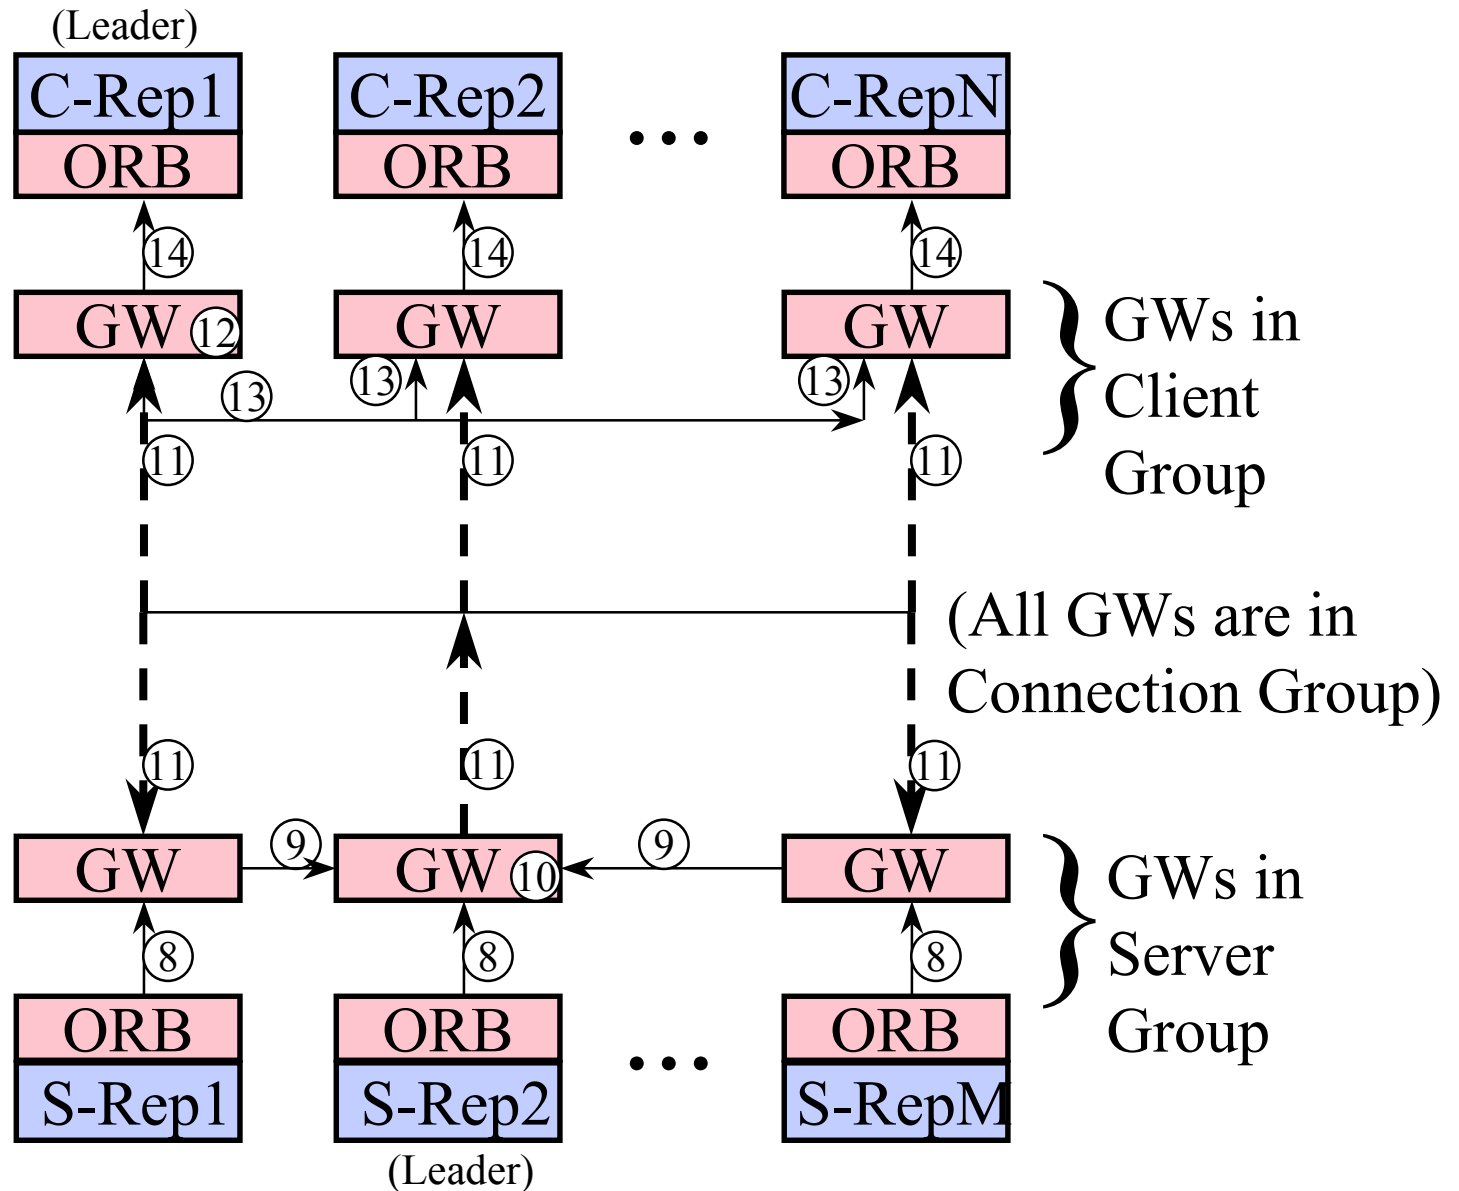 (Leader)
C-Rep1 C-Rep2 ... C-RepN
ORB ORB ORB
14 14 14
GW 12 GW GW
GWs in
Client
Group
13 13 13
11 11 11
(All GWs are in
Connection Group)
11 11 11
9 9
GW GW 10 GW
GWs in
Server
Group
8 8 8
ORB ORB ... ORB
S-Rep1 S-Rep2 S-RepM
(Leader)